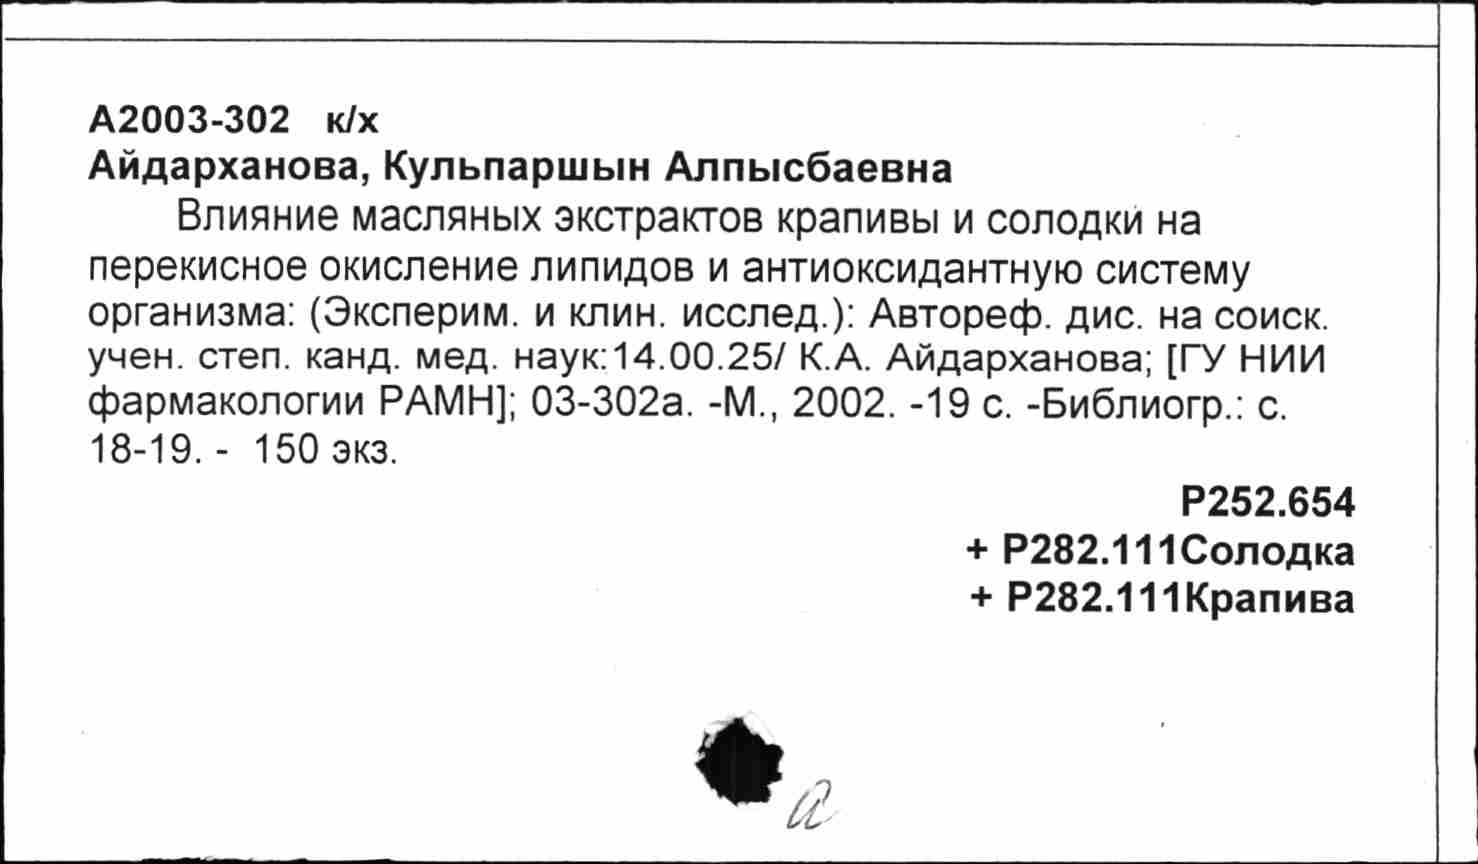 А2003-302 к/х
Айдарханова, Кульпаршын Алпысбаевна
Влияние масляных экстрактов крапивы и солодки на
перекисное окисление липидов и антиоксидантную систему
организма: (Эксперим. и клин. исслед.): Автореф. дис. на соиск.
учен. степ. канд. мед. наук:14.00.25/ К.А. Айдарханова; [ГУ НИИ
фармакологии РАМН]; 03-302а. -М., 2002. -19 с. -Библиогр.: с.
18-19. - 150 экз.
Р252.654
+ Р282.111Солодка
+ Р282.111Крапива
а